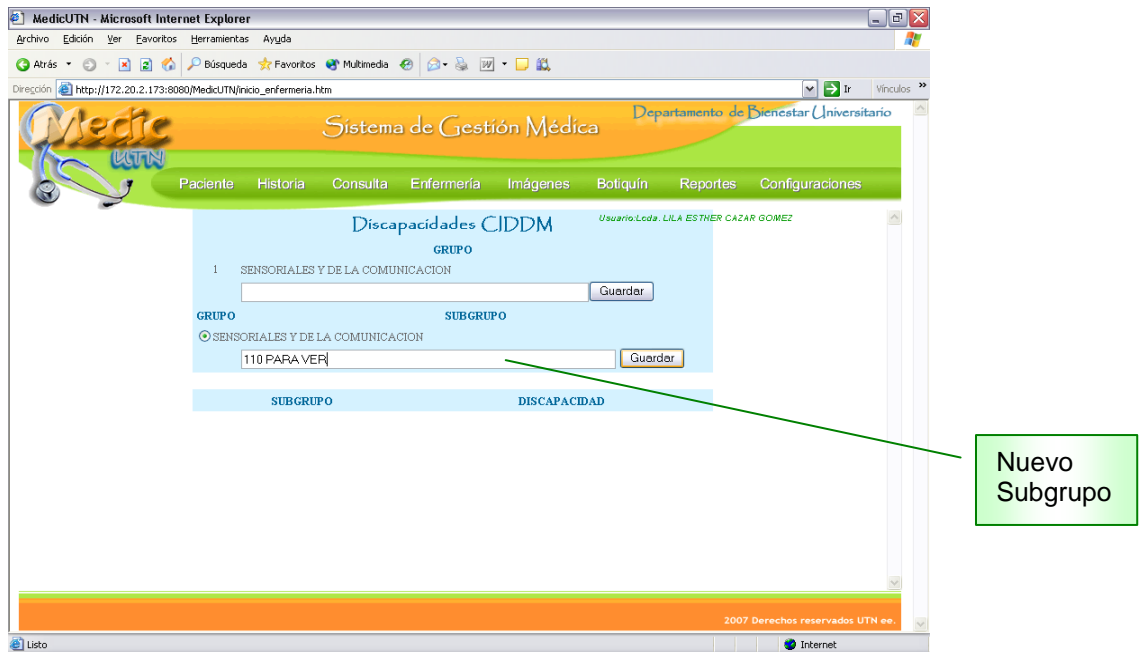 MedicUTN - Microsoft Internet Explorer
Archivo Edición Ver Favoritos Herramientas Ayuda
Atrás Búsqueda Favoritos Multimedia
Dirección http://172.20.2.173:8080/MedicUTN/inicio_enfermeria.htm Ir Vínculos »
Medic UTN
Sistema de Gestión Médica
Departamento de Bienestar Universitario
Paciente Historia Consulta Enfermería Imágenes Botiquín Reportes Configuraciones
Discapacidades CIDDM
Usuario:Lcda. LILA ESTHER CAZAR GOMEZ
GRUPO
1 SENSORIALES Y DE LA COMUNICACION
Guardar
GRUPO SUBGRUPO
SENSORIALES Y DE LA COMUNICACION
110 PARA VER Guardar
SUBGRUPO DISCAPACIDAD
Nuevo
Subgrupo
2007 Derechos reservados UTN ee.
Listo Internet